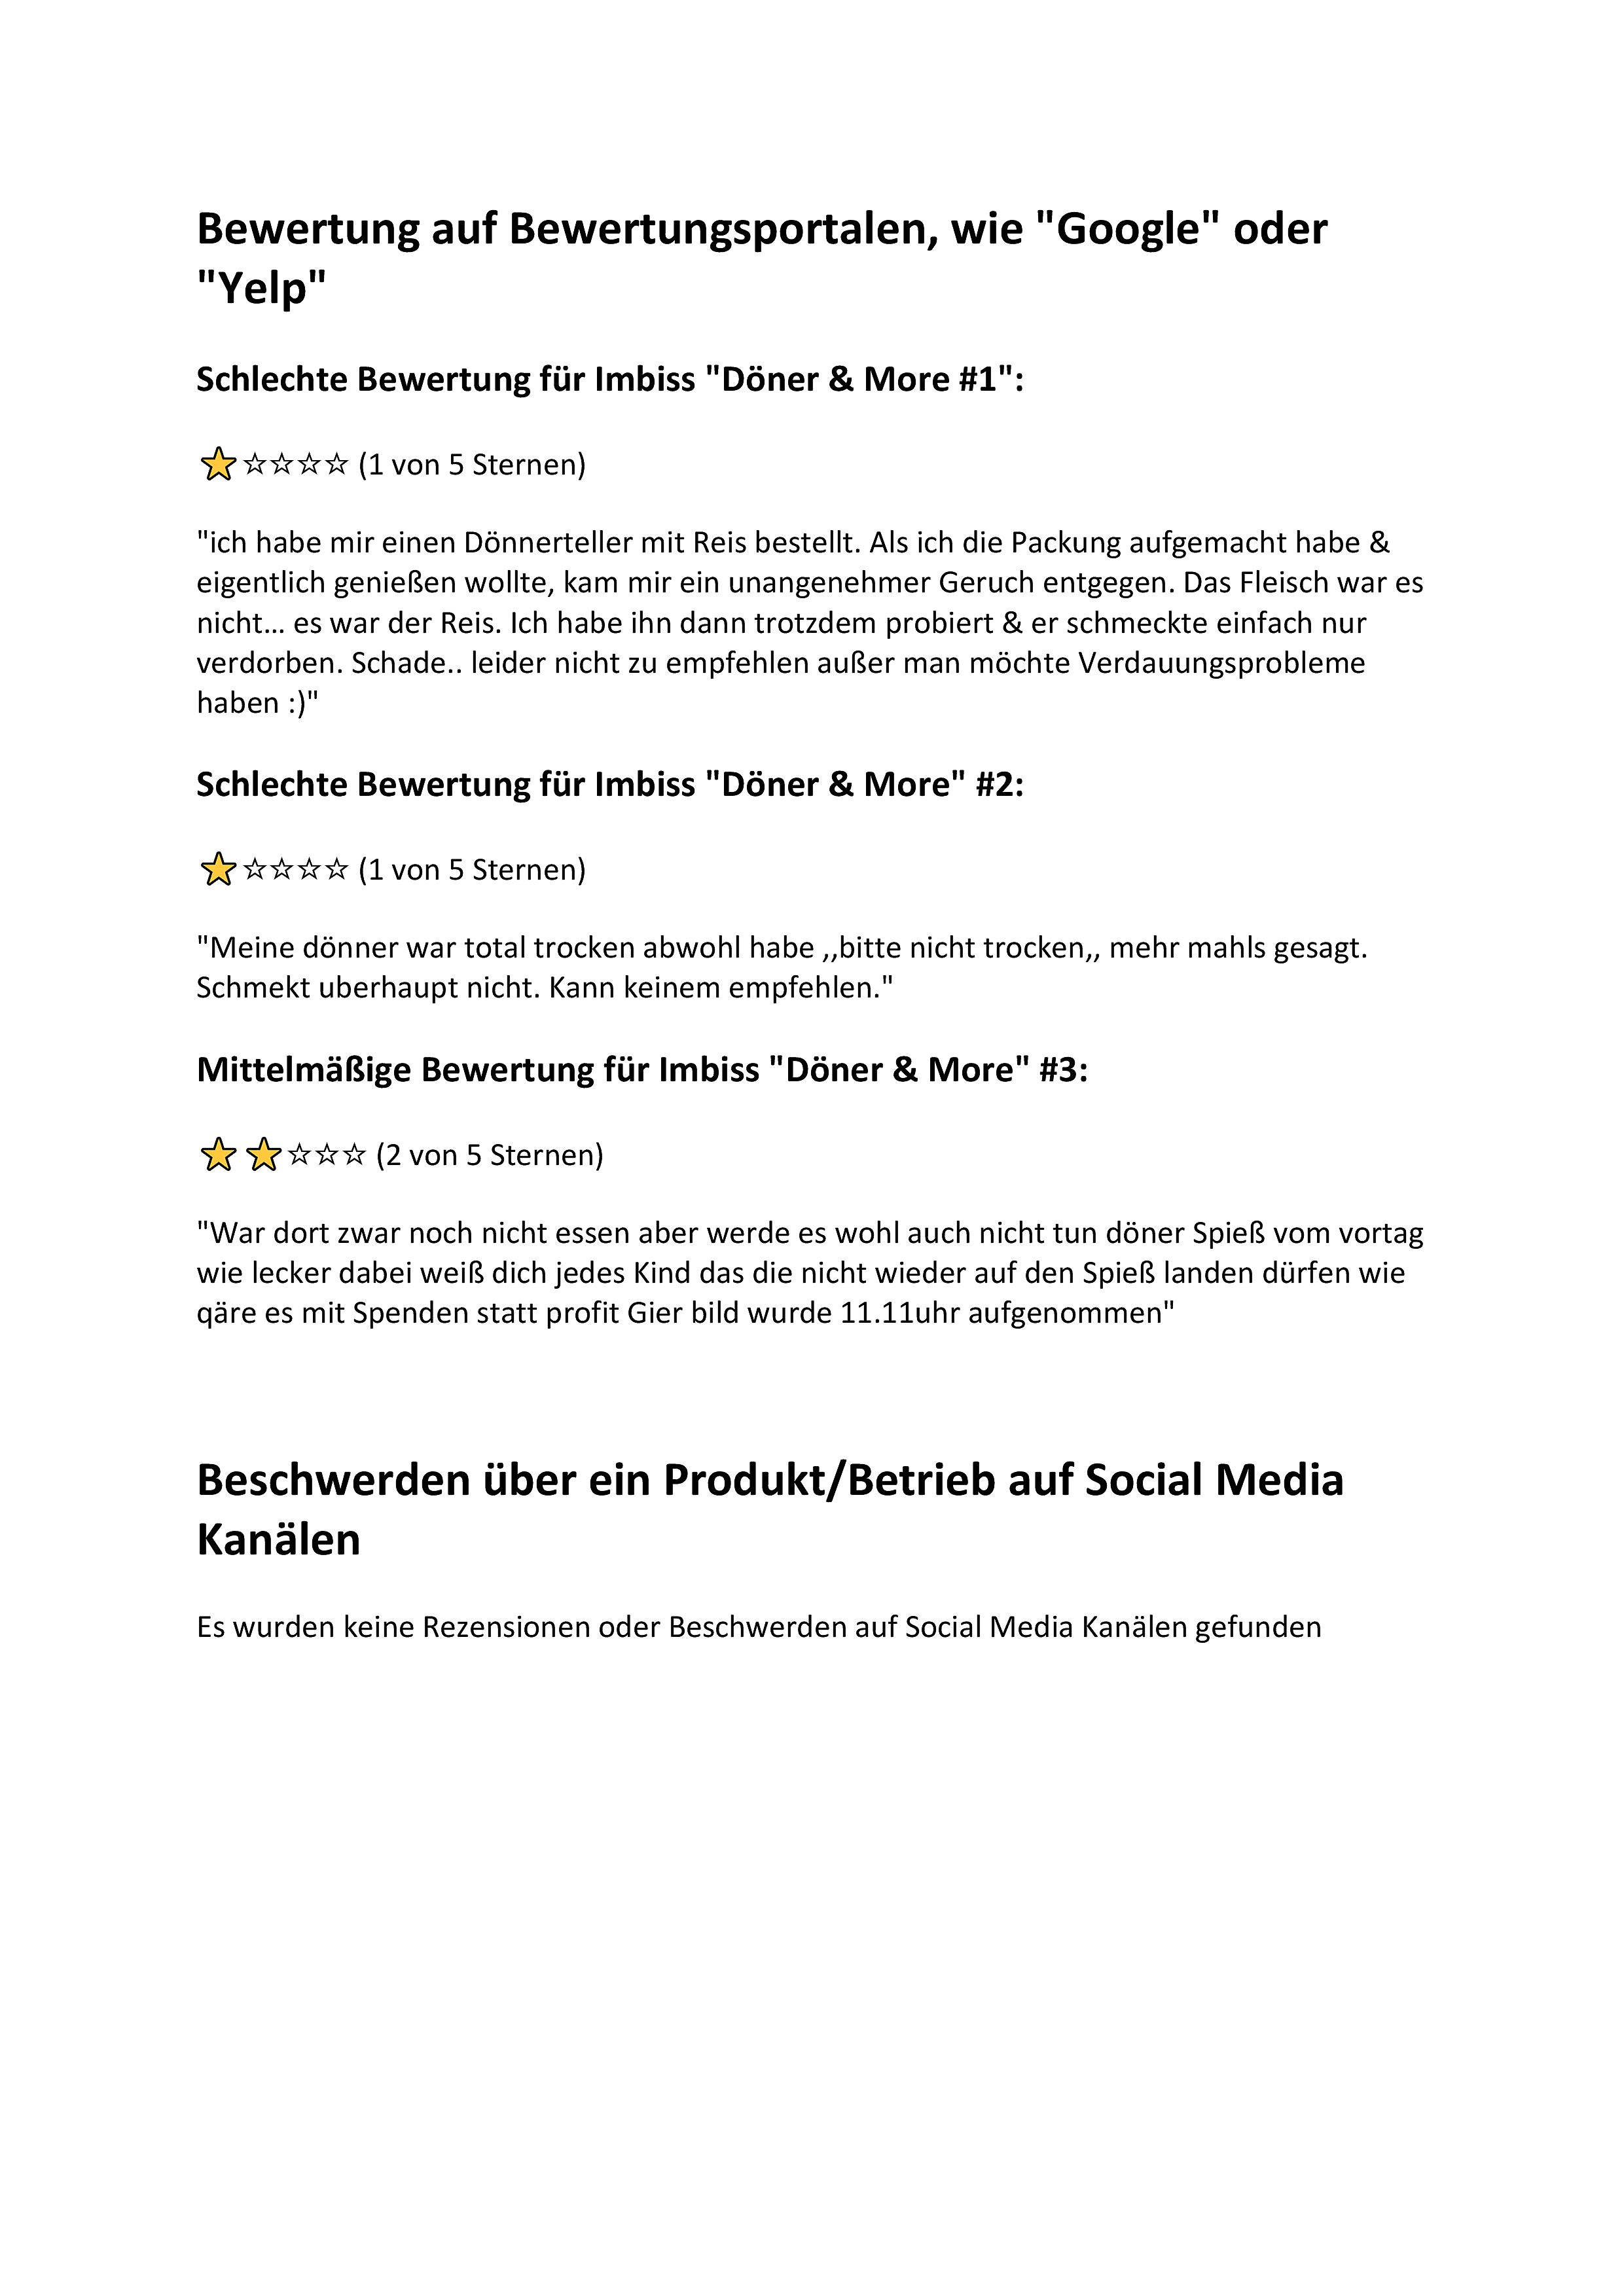 Bewertung auf Bewertungsportalen, wie "Google" oder
"Yelp"
Schlechte Bewertung für Imbiss "Döner & More #1":
⭐☆☆☆☆ (1 von 5 Sternen)
"ich habe mir einen Dönnerteller mit Reis bestellt. Als ich die Packung aufgemacht habe &
eigentlich genießen wollte, kam mir ein unangenehmer Geruch entgegen. Das Fleisch war es
nicht… es war der Reis. Ich habe ihn dann trotzdem probiert & er schmeckte einfach nur
verdorben. Schade.. leider nicht zu empfehlen außer man möchte Verdauungsprobleme
haben :)"
Schlechte Bewertung für Imbiss "Döner & More" #2:
⭐☆☆☆☆ (1 von 5 Sternen)
"Meine dönner war total trocken abwohl habe ,,bitte nicht trocken,, mehr mahls gesagt.
Schmekt uberhaupt nicht. Kann keinem empfehlen."
Mittelmäßige Bewertung für Imbiss "Döner & More" #3:
⭐⭐☆☆☆ (2 von 5 Sternen)
"War dort zwar noch nicht essen aber werde es wohl auch nicht tun döner Spieß vom vortag
wie lecker dabei weiß dich jedes Kind das die nicht wieder auf den Spieß landen dürfen wie
qäre es mit Spenden statt profit Gier bild wurde 11.11uhr aufgenommen"
Beschwerden über ein Produkt/Betrieb auf Social Media
Kanälen
Es wurden keine Rezensionen oder Beschwerden auf Social Media Kanälen gefunden